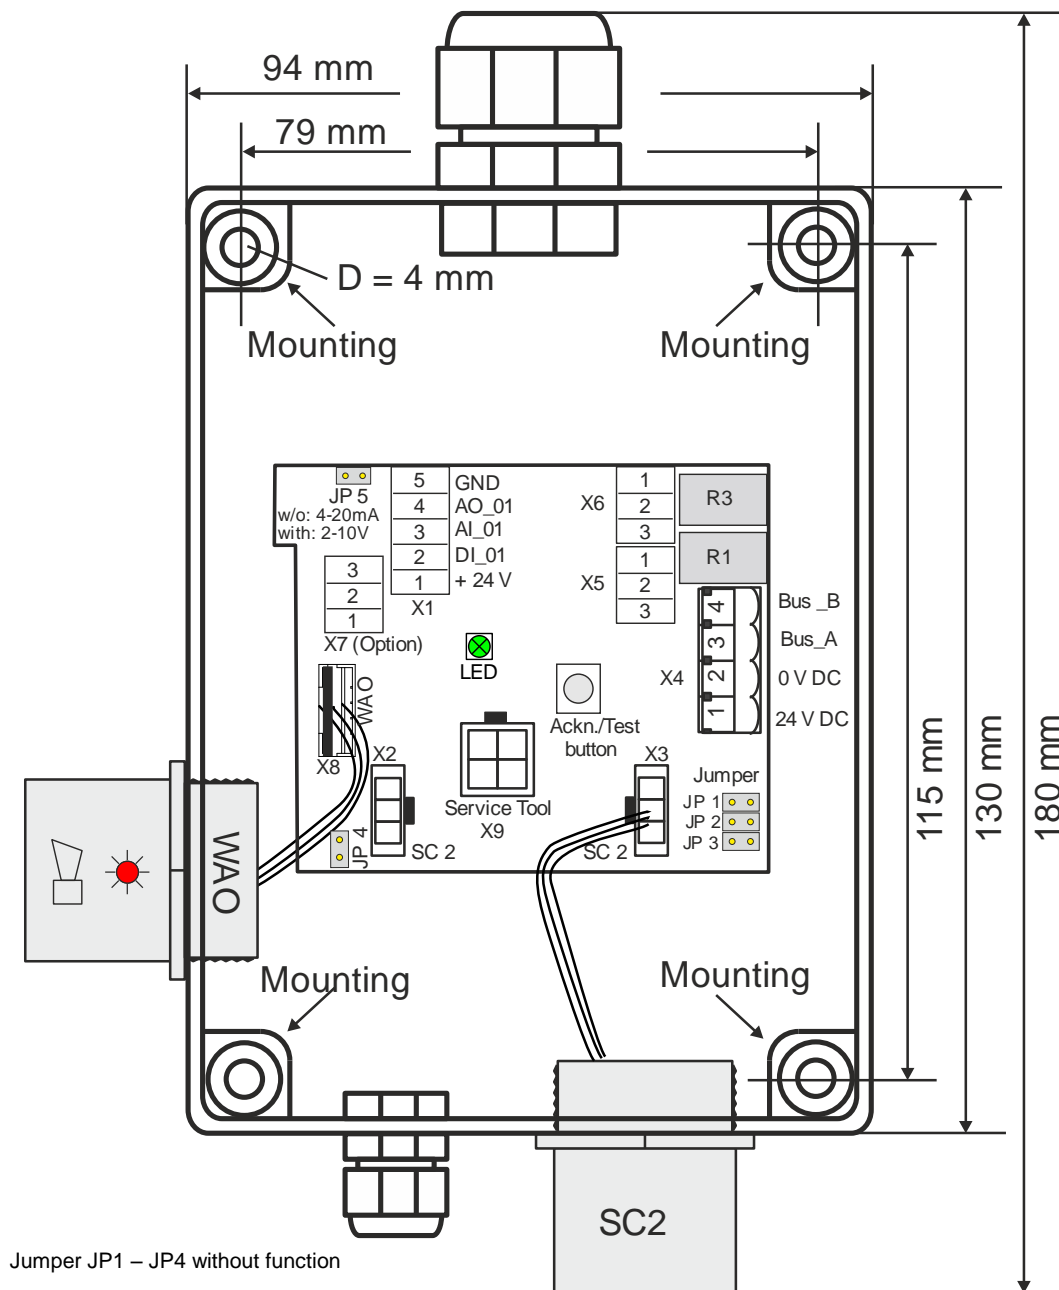 94 mm
79 mm
D = 4 mm
Mounting
Mounting
JP 5
w/o: 4-20mA
with: 2-10V
5 GND
4 AO_01
3 AI_01
2 DI_01
1 + 24 V
X1
3
2
1
X7 (Option)
X6
1
2
3
R3
X5
1
2
3
R1
X4
4 Bus _B
3 Bus_A
2 0 V DC
1 24 V DC
LED
Ackn./Test
button
WAO
X8
X2
SC 2
JP 4
Service Tool
X9
X3
SC 2
Jumper
JP 1
JP 2
JP 3
115 mm
130 mm
180 mm
WAO
Mounting
Mounting
SC2
Jumper JP1 – JP4 without function